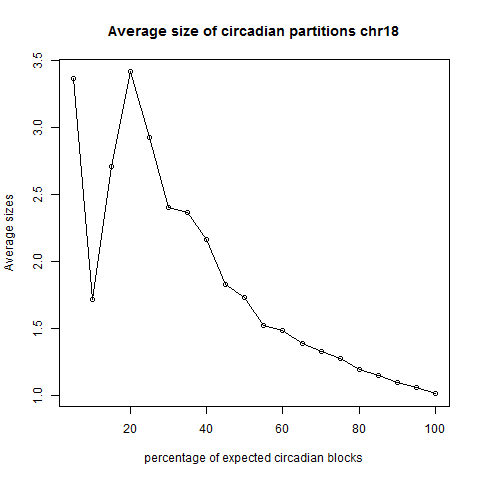 Average size of circadian partitions chr18
Average sizes
3.5
3.0
2.5
2.0
1.5
1.0
20 40 60 80 100
percentage of expected circadian blocks